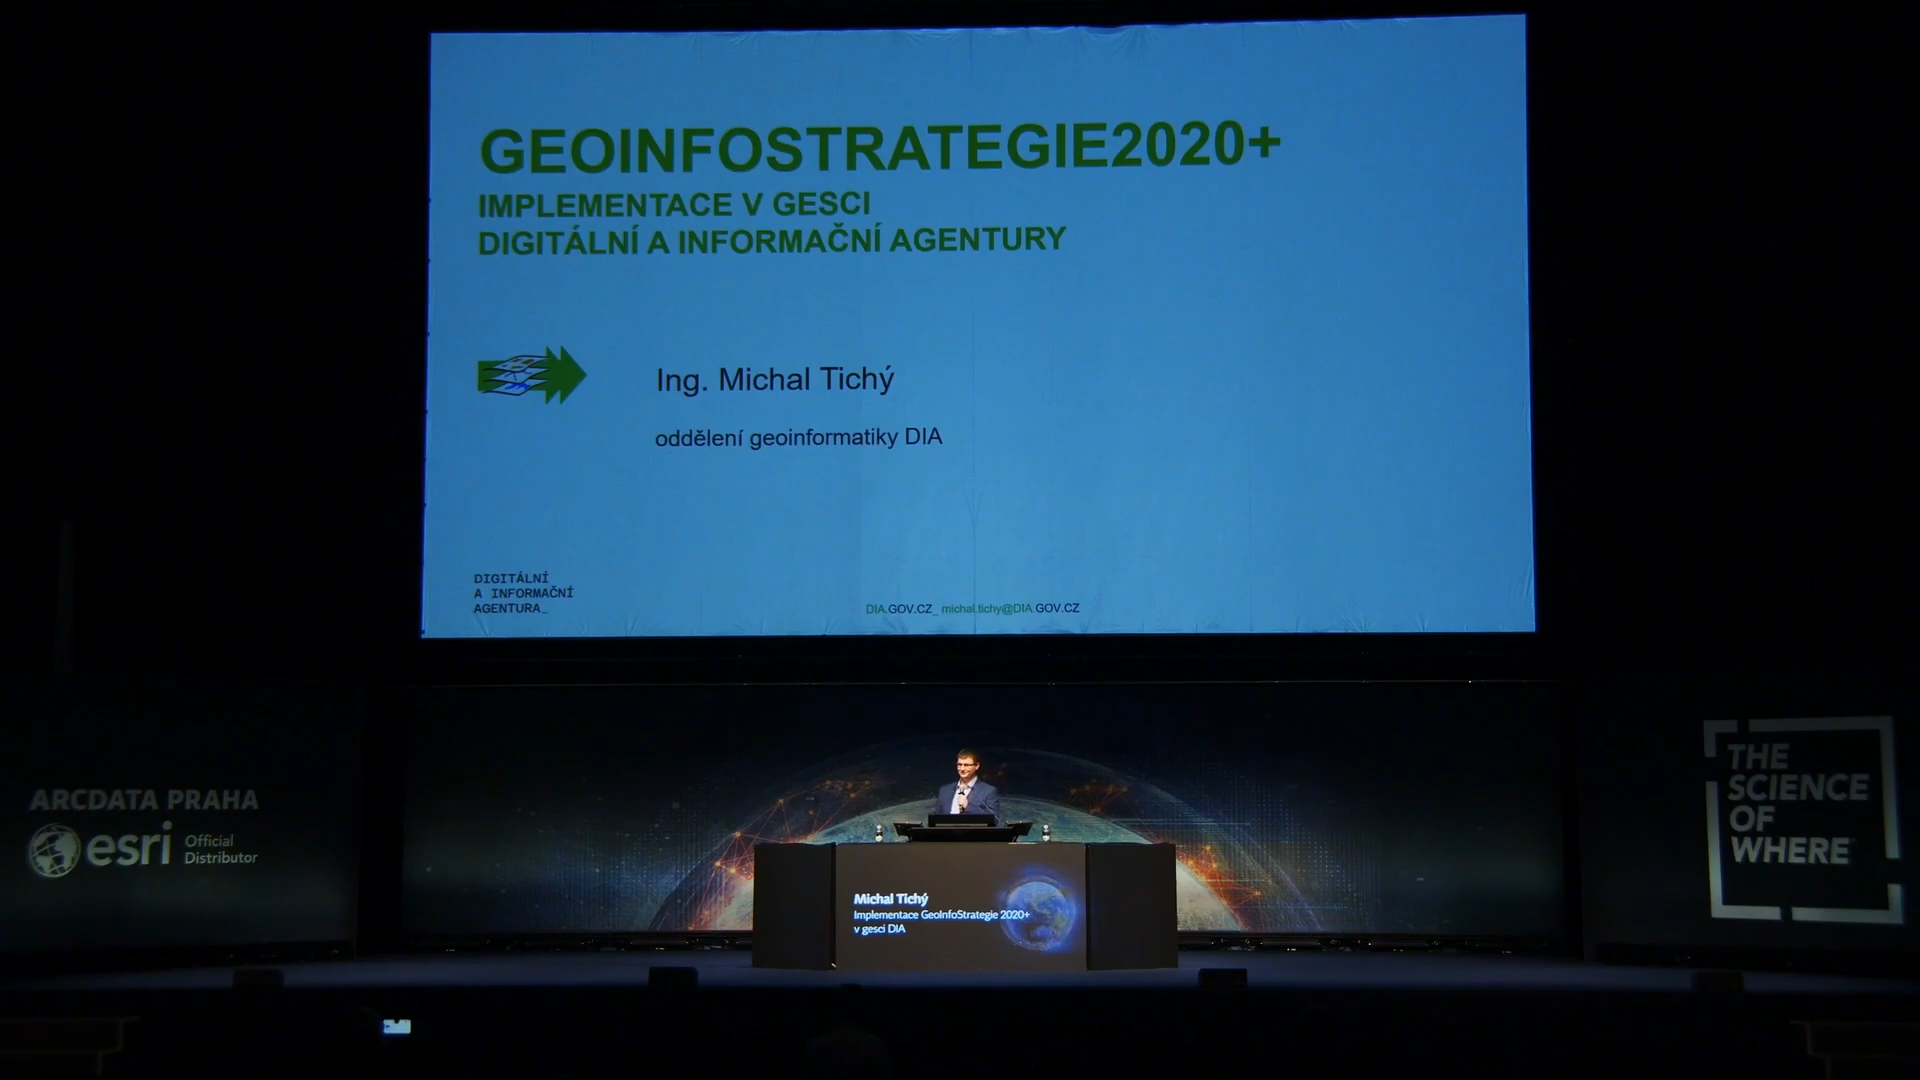 GEOINFOSTRATEGIE2020+
IMPLEMENTACE V GESCI
DIGITÁLNÍ A INFORMAČNÍ AGENTURY
Ing. Michal Tichý
oddělení geoinformatiky DIA
DIGITÁLNÍ
A INFORMAČNÍ
AGENTURA_
DIA.GOV.CZ_ michal.tichy@DIA.GOV.CZ
ARCDATA PRAHA
esri Official
Distributor
THE
SCIENCE
OF
WHERE
Michal Tichý
Implementace GeoInfoStrategie 2020+
v gesci DIA